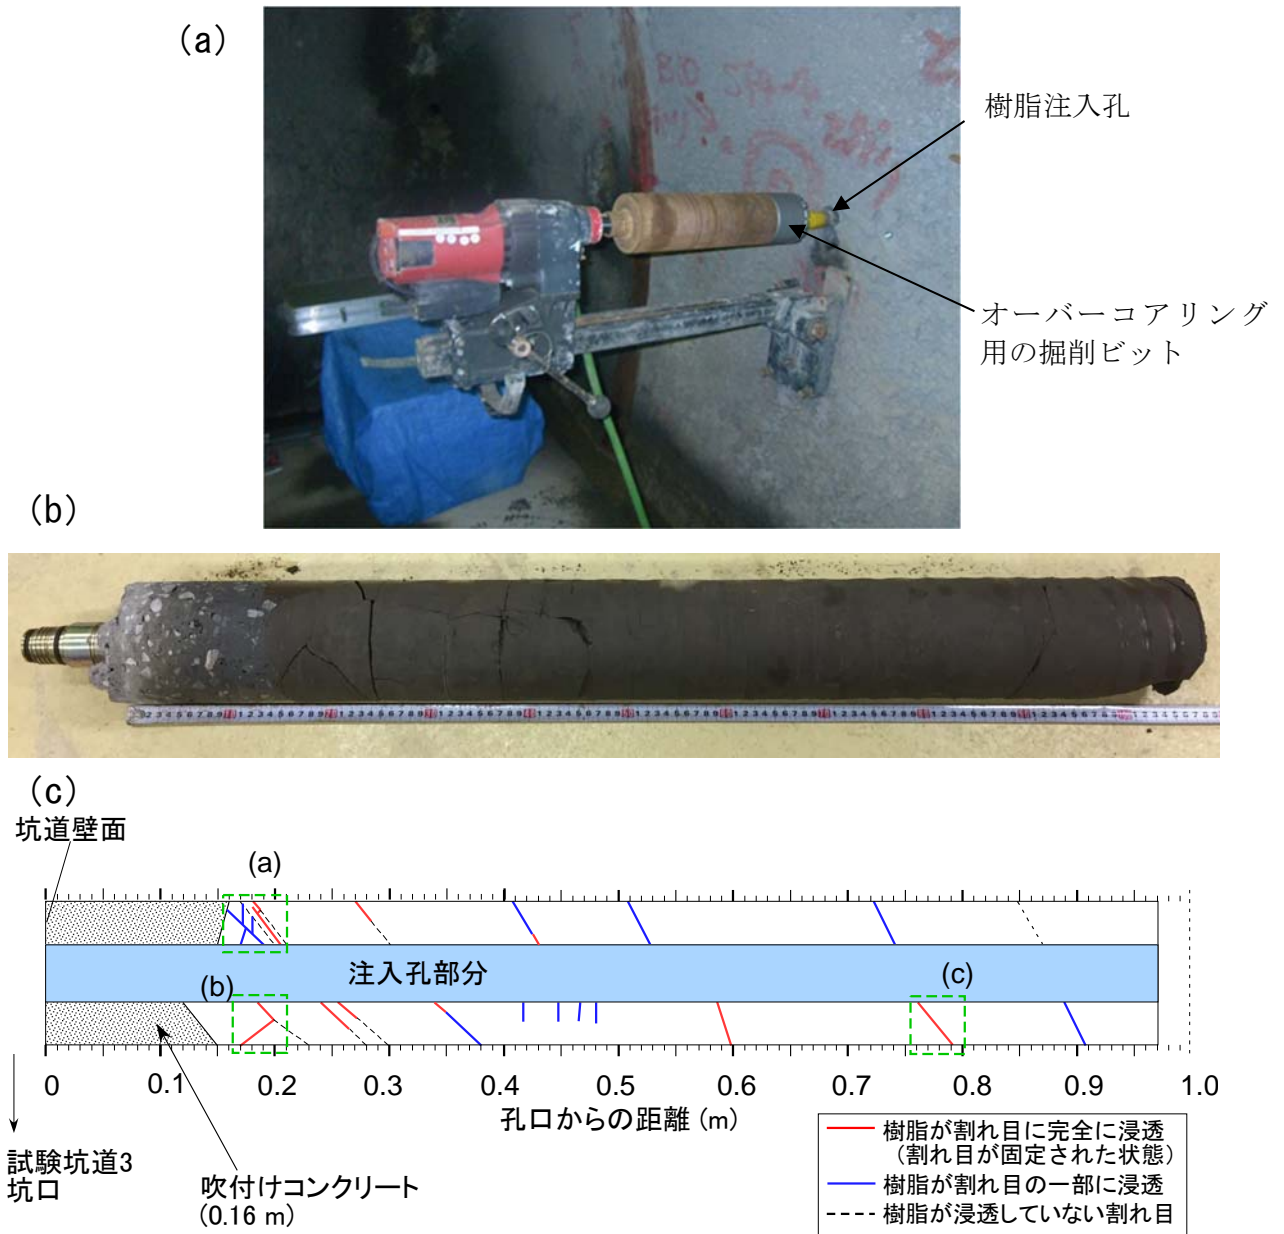 (a)
樹脂注入孔
オーバーコアリング
用の掘削ビット
(b)
(c)
坑道壁面
(a)
注入孔部分
(b)
(c)
0 0.1 0.2 0.3 0.4 0.5 0.6 0.7 0.8 0.9 1.0
孔口からの距離 (m)
試験坑道3
坑口
吹付けコンクリート
(0.16 m)
樹脂が割れ目に完全に浸透
(割れ目が固定された状態)
樹脂が割れ目の一部に浸透
樹脂が浸透していない割れ目